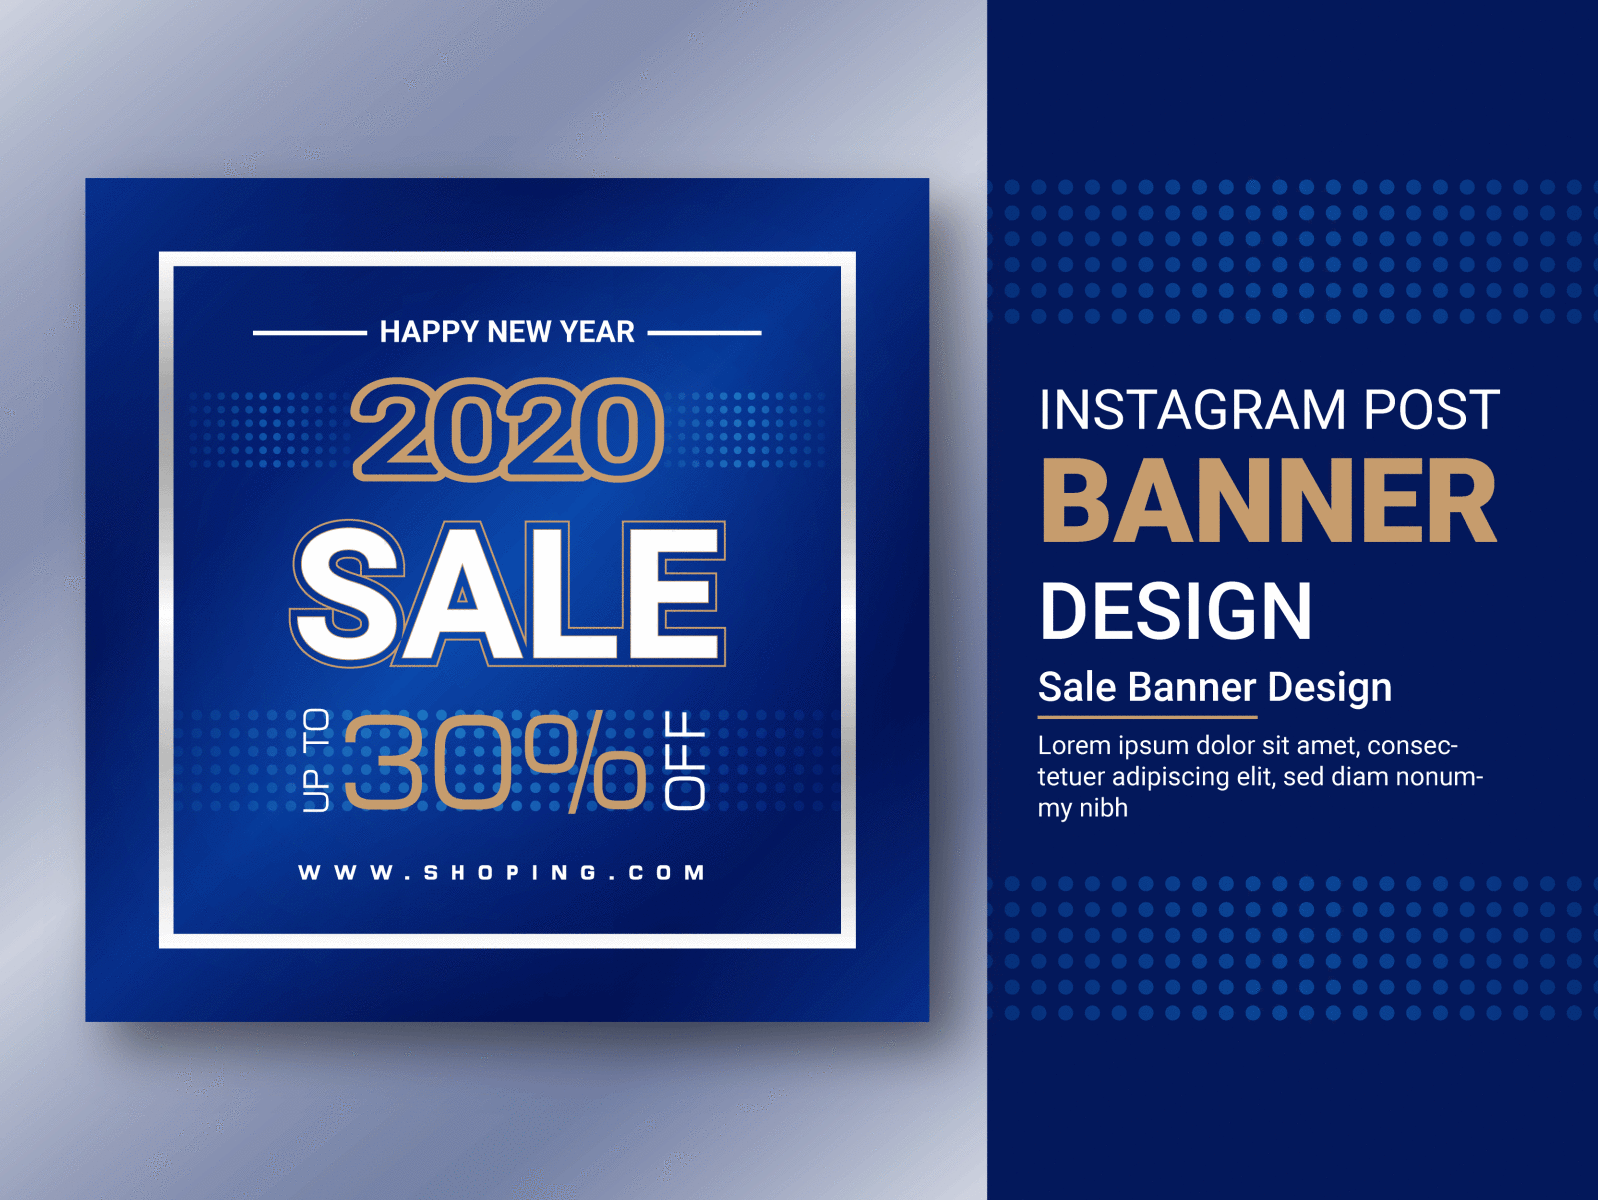 HAPPY NEW YEAR
2020
SALE
UP TO 30% OFF
WWW.SHOPING.COM
INSTAGRAM POST
BANNER
DESIGN
Sale Banner Design
Lorem ipsum dolor sit amet, consec-
tetuer adipiscing elit, sed diam nonum-
my nibh